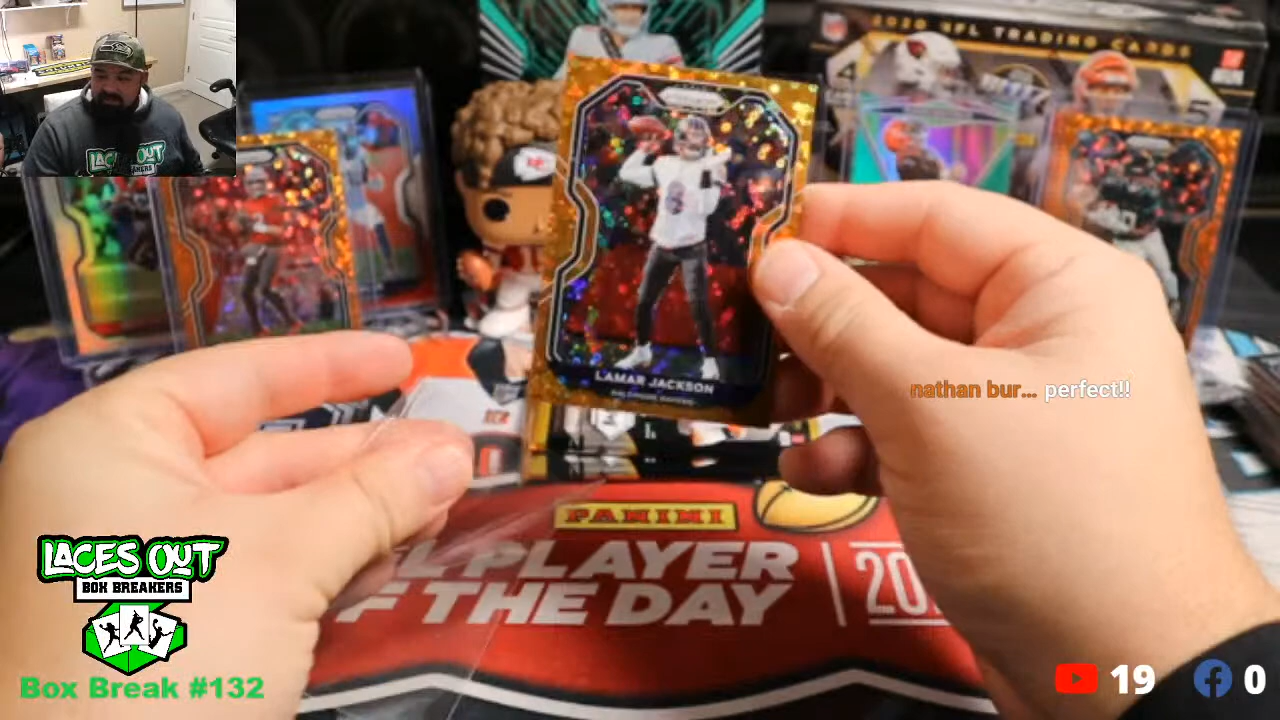 2020 NFL TRADING CARDS
PRIZM
LACES OUT
LAMAR JACKSON
BALTIMORE RAVENS
nathan bur... perfect!!
PANINI
PLAYER
F THE DAY
20
LACES OUT
BOX BREAKERS
Box Break #132
19
0